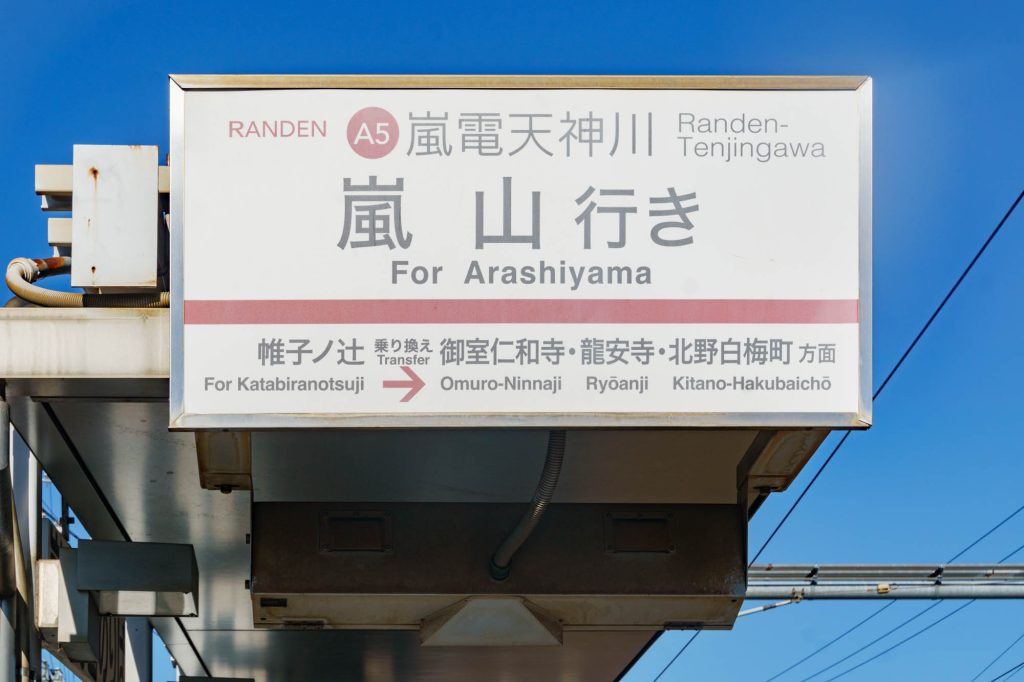 RANDEN A5 嵐電天神川 Randen-
Tenjingawa
嵐山行き
For Arashiyama
帷子ノ辻 乗り換え 御室仁和寺・龍安寺・北野白梅町 方面
Transfer
For Katabiranotsuji → Omuro-Ninnaji Ryōanji Kitano-Hakubaichō